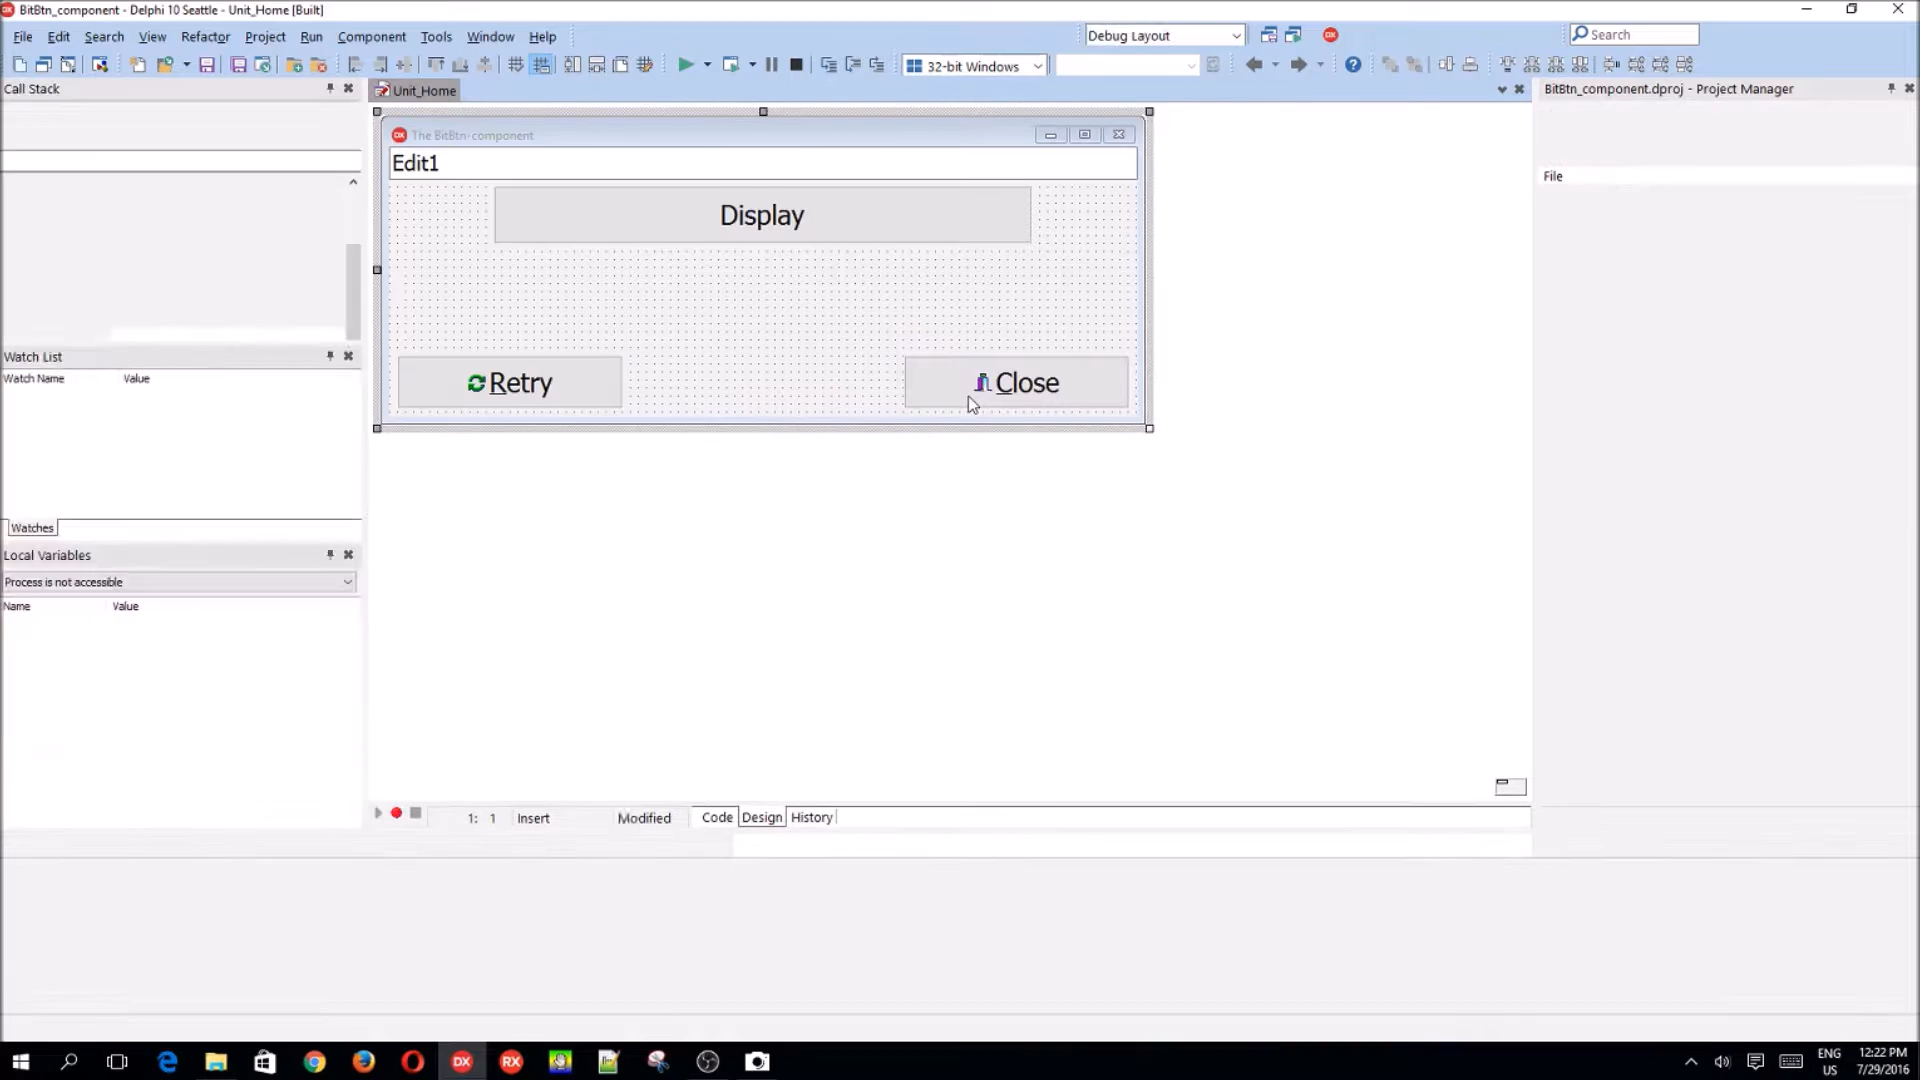 BitBtn_component - Delphi 10 Seattle - Unit_Home [Built]
File Edit Search View Refactor Project Run Component Tools Window Help
Debug Layout
Search
32-bit Windows
Call Stack
Unit_Home
BitBtn_component.dproj - Project Manager
The BitBtn-component
Edit1
File
Display
Watch List
Watch Name Value
Retry
Close
Watches
Local Variables
Process is not accessible
Name Value
1: 1 Insert Modified Code Design History
DX RX
ENG
US
12:22 PM
7/29/2016